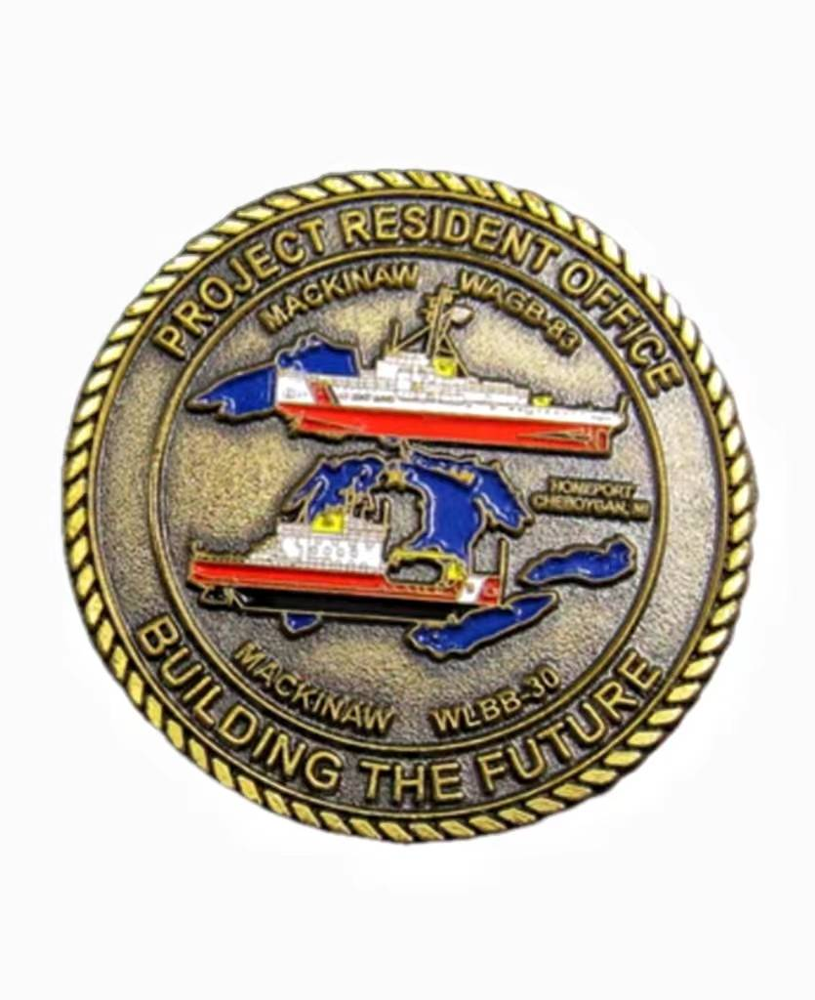 PROJECT RESIDENT OFFICE
MACKINAW WAGB-83
HOMEPORT
CHEBOYGAN, MI
MACKINAW WLBB-30
BUILDING THE FUTURE